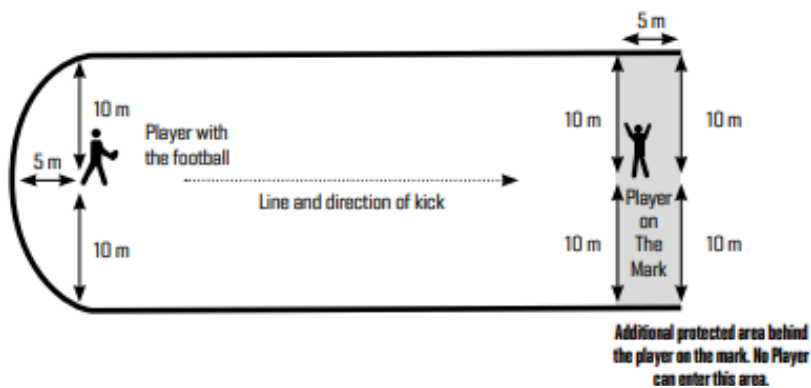 5 m
10 m
Player with
the football
5 m
Line and direction of kick
10 m
10 m
10 m
Player
on
The
Mark
10 m
10 m
Additional protected area behind
the player on the mark. No Player
can enter this area.